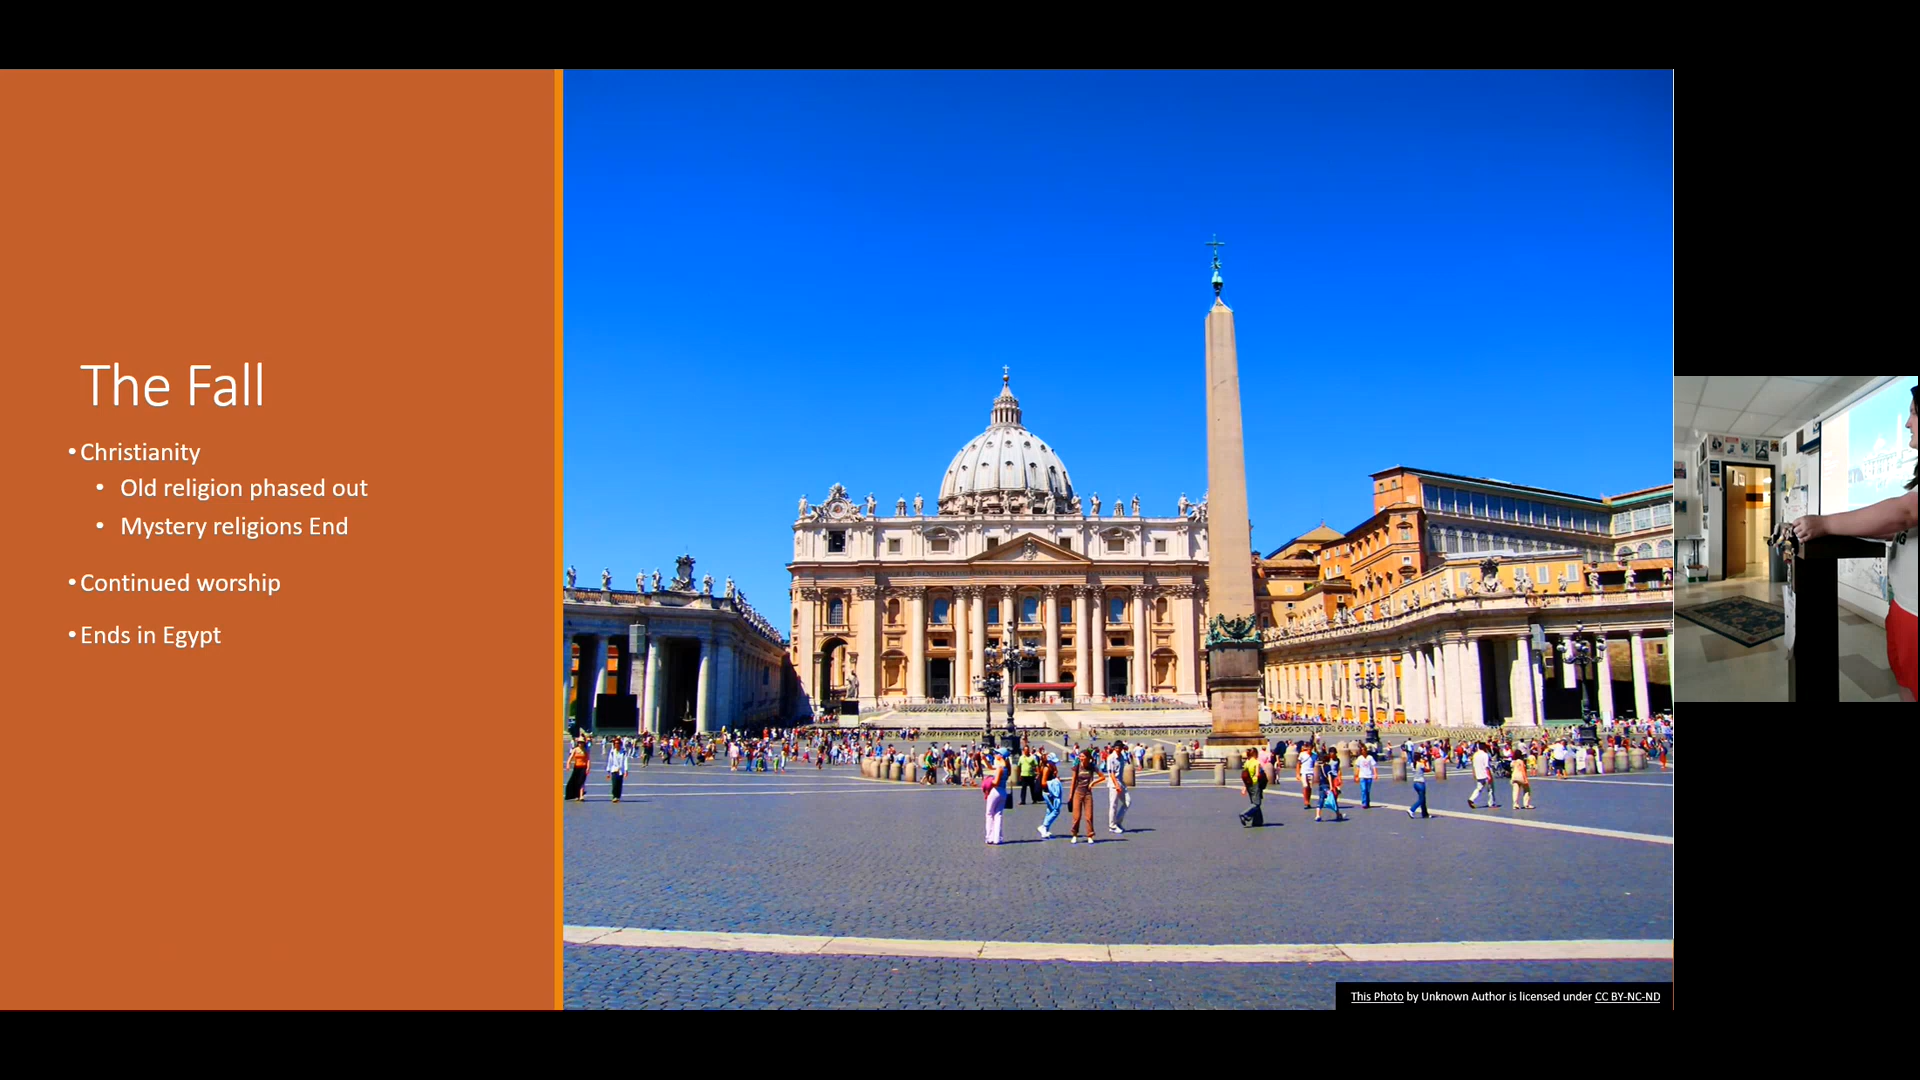 The Fall
•Christianity
• Old religion phased out
• Mystery religions End
•Continued worship
•Ends in Egypt
This Photo by Unknown Author is licensed under CC BY-NC-ND